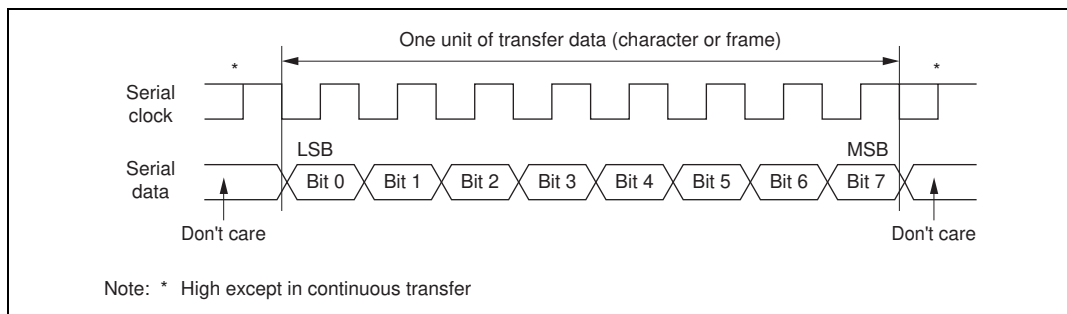 One unit of transfer data (character or frame)
* *
Serial
clock
LSB MSB
Serial
data
Bit 0 Bit 1 Bit 2 Bit 3 Bit 4 Bit 5 Bit 6 Bit 7
Don't care Don't care
Note: * High except in continuous transfer